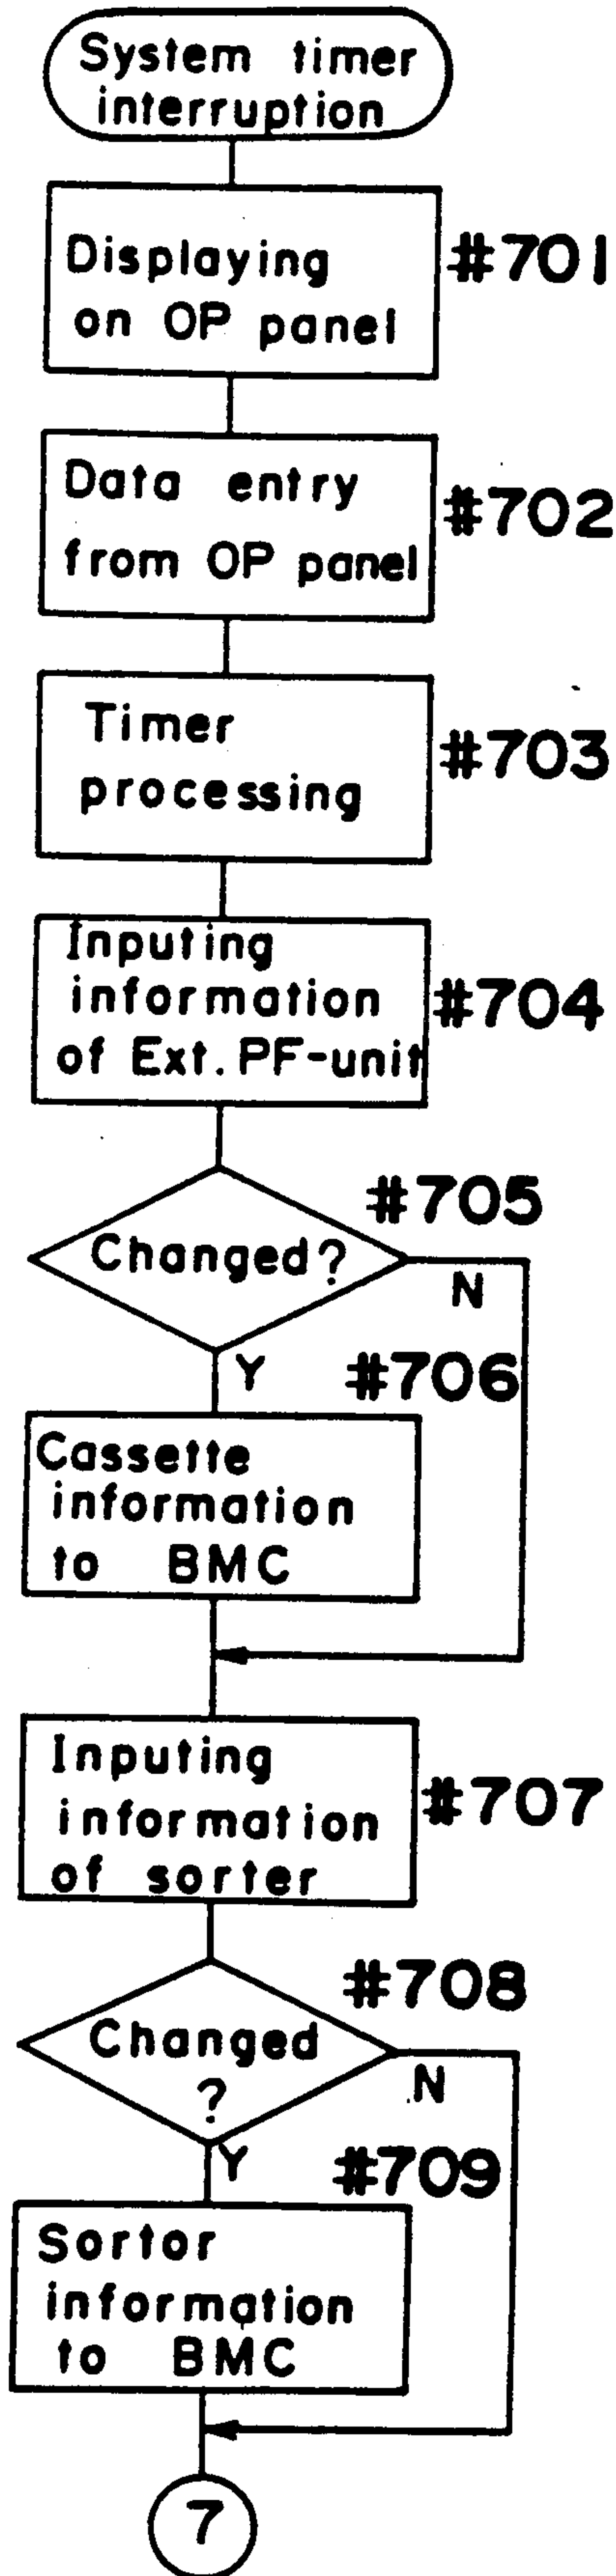 System timer
interruption
Displaying
on OP panel
#701
Data entry
from OP panel
#702
Timer
processing
#703
Inputing
information
of Ext. PF-unit
#704
#705
Changed?
N
Y
#706
Cassette
information
to BMC
Inputing
information
of sorter
#707
#708
Changed
?
N
Y
#709
Sortor
information
to BMC
7